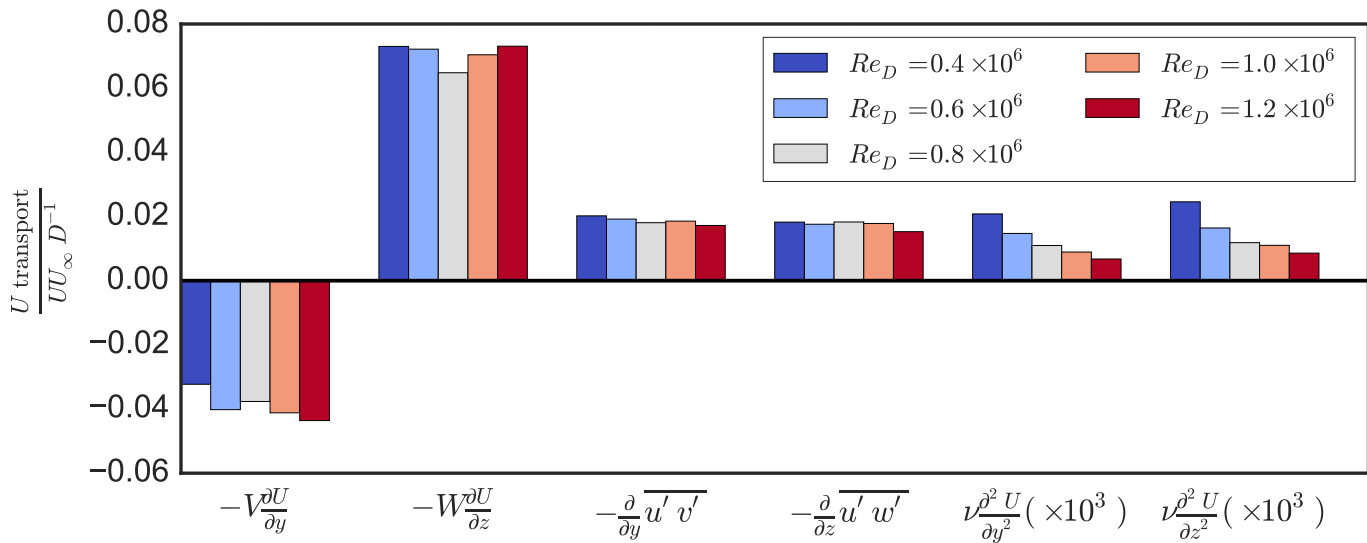 0.08
0.06
0.04
0.02
0.00
−0.02
−0.04
−0.06
U transport
UU∞ D⁻¹
Re_D =0.4 ×10⁶
Re_D =0.6 ×10⁶
Re_D =0.8 ×10⁶
Re_D =1.0 ×10⁶
Re_D =1.2 ×10⁶
−V ∂U/∂y
−W ∂U/∂z
−∂/∂y u′ v′
−∂/∂z u′ w′
ν ∂² U/∂y² ( ×10³ )
ν ∂² U/∂z² ( ×10³ )